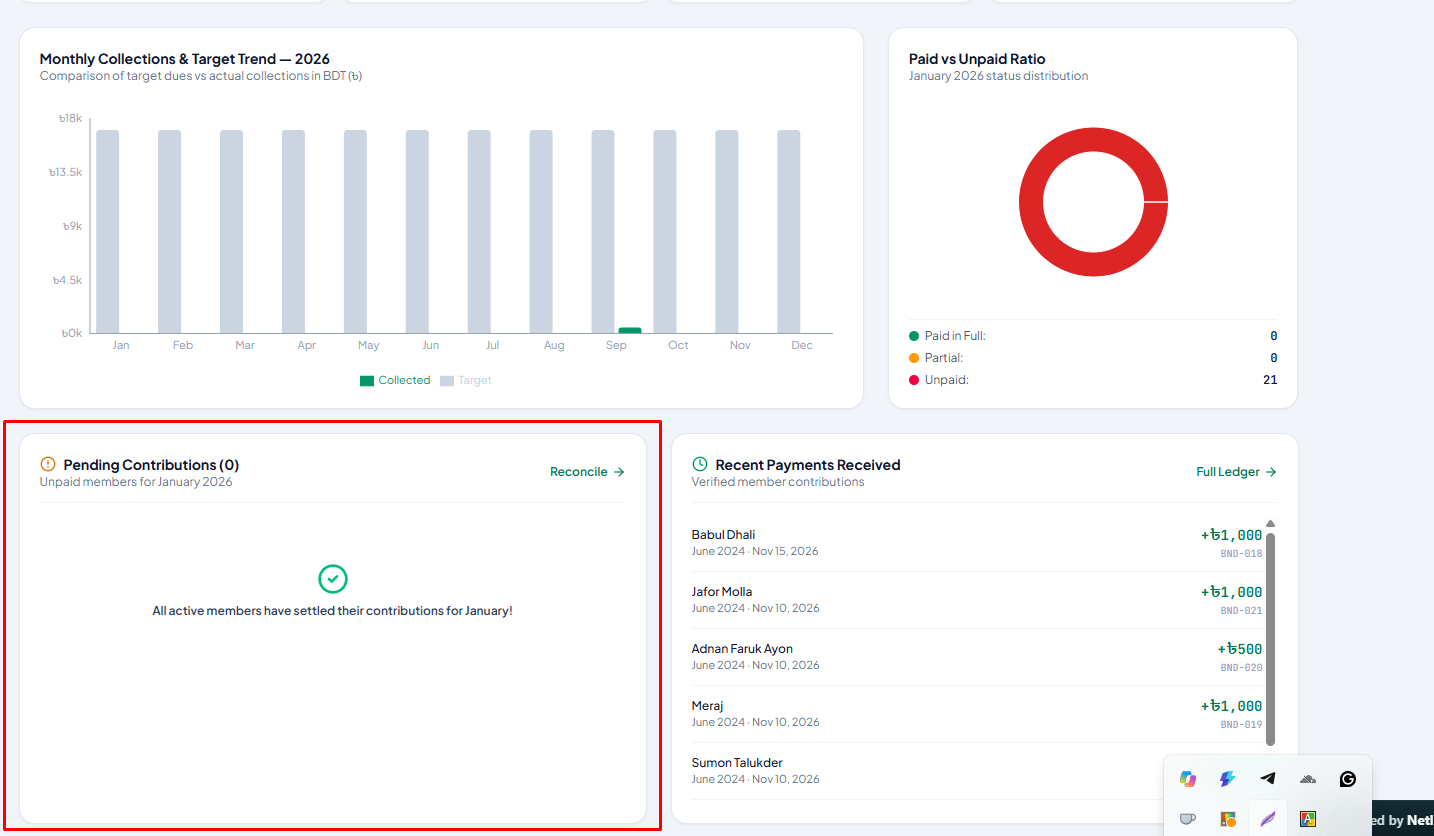 Monthly Collections & Target Trend — 2026
Comparison of target dues vs actual collections in BDT (৳)
৳18k
৳13.5k
৳9k
৳4.5k
৳0k
Jan Feb Mar Apr May Jun Jul Aug Sep Oct Nov Dec
Collected Target
Paid vs Unpaid Ratio
January 2026 status distribution
Paid in Full: 0
Partial: 0
Unpaid: 21
Pending Contributions (0)
Unpaid members for January 2026
Reconcile →
All active members have settled their contributions for January!
Recent Payments Received
Verified member contributions
Full Ledger →
Babul Dhali +৳1,000
June 2024 · Nov 15, 2026 BND-018
Jafor Molla +৳1,000
June 2024 · Nov 10, 2026 BND-021
Adnan Faruk Ayon +৳500
June 2024 · Nov 10, 2026 BND-020
Meraj +৳1,000
June 2024 · Nov 10, 2026 BND-019
Sumon Talukder
June 2024 · Nov 10, 2026
ed by Netl